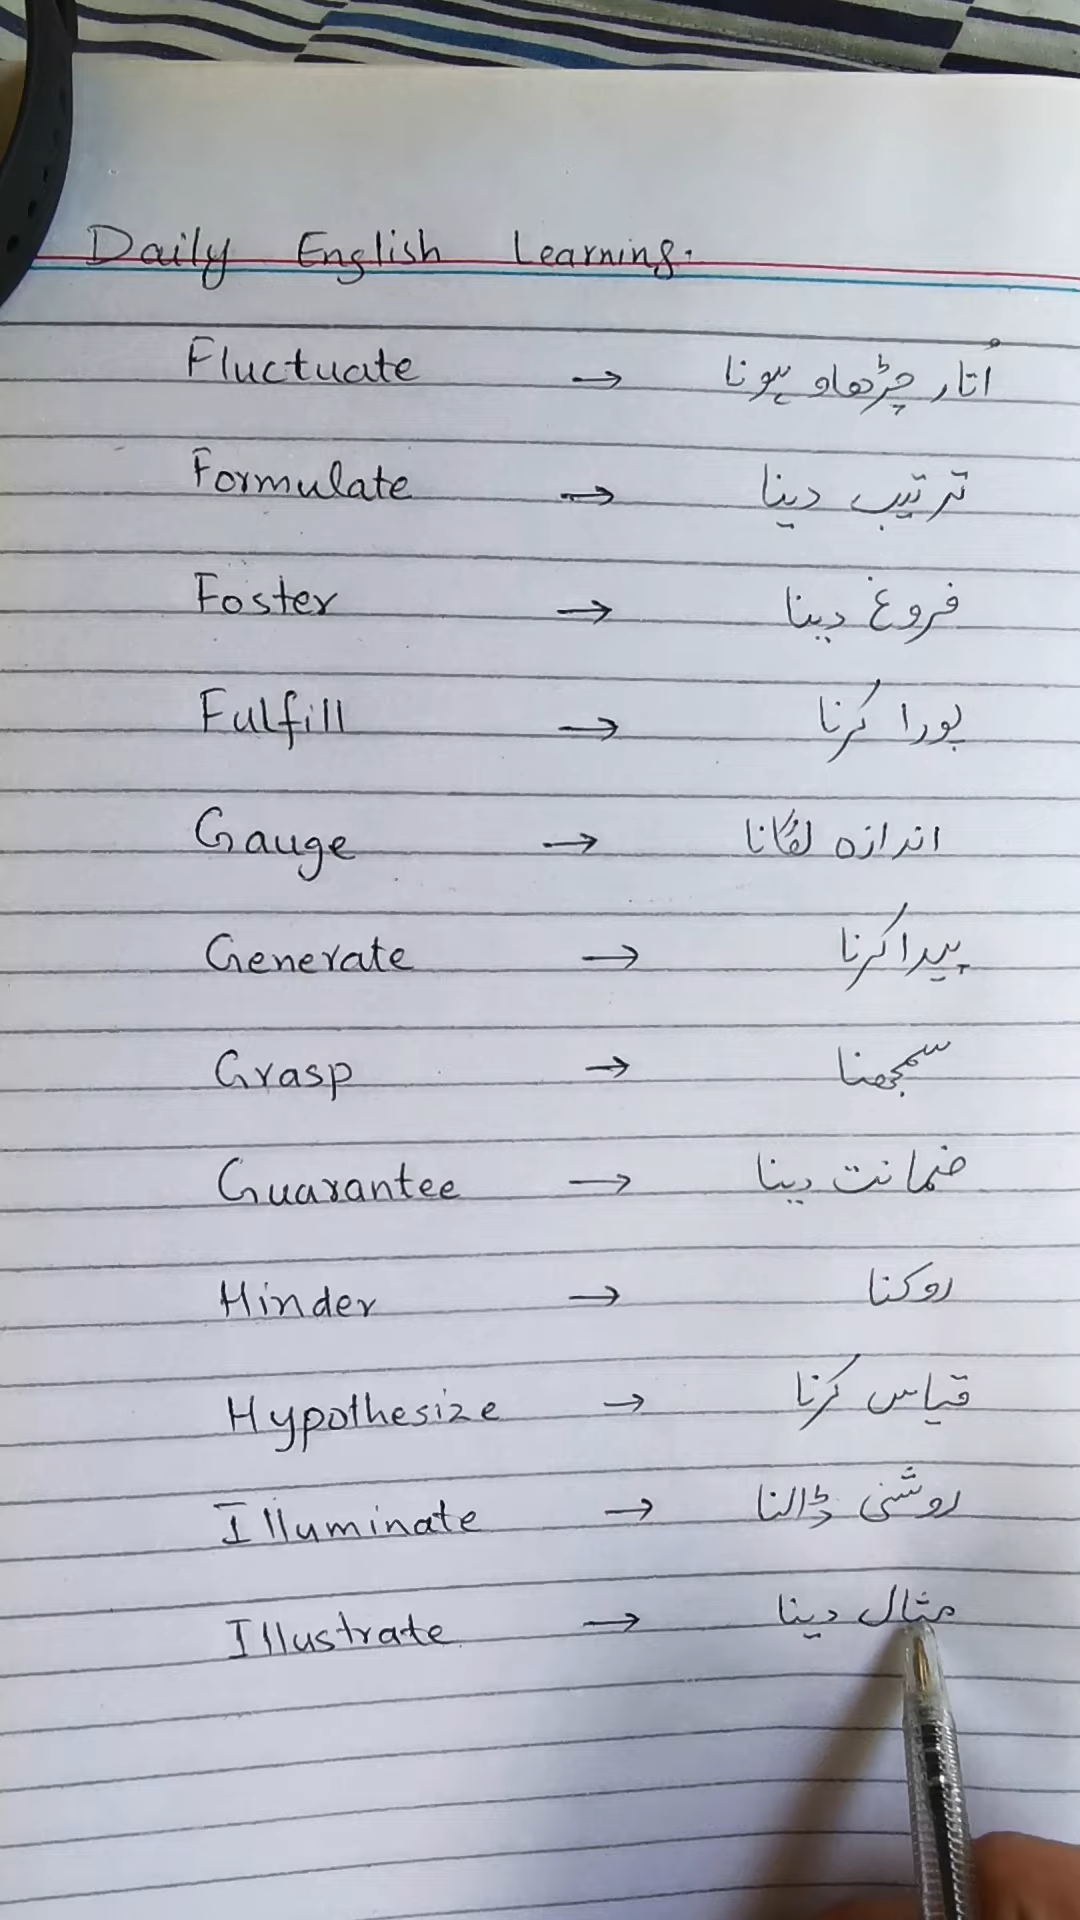 Daily English Learning.
Fluctuate → اُتار چڑھاو ہونا
Formulate → ترتیب دینا
Foster → فروغ دینا
Fulfill → پورا کرنا
Gauge → اندازہ لگانا
Generate → پیدا کرنا
Grasp → سمجھنا
Guarantee → ضمانت دینا
Hinder → روکنا
Hypothesize → قیاس کرنا
Illuminate → روشنی ڈالنا
Illustrate → مثال دینا